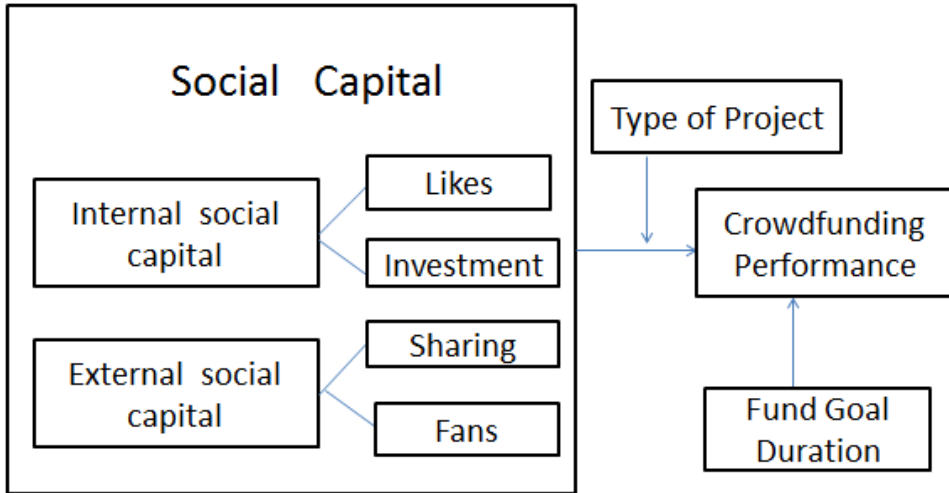 Social Capital
Internal social
capital
Likes
Investment
External social
capital
Sharing
Fans
Type of Project
Crowdfunding
Performance
Fund Goal
Duration